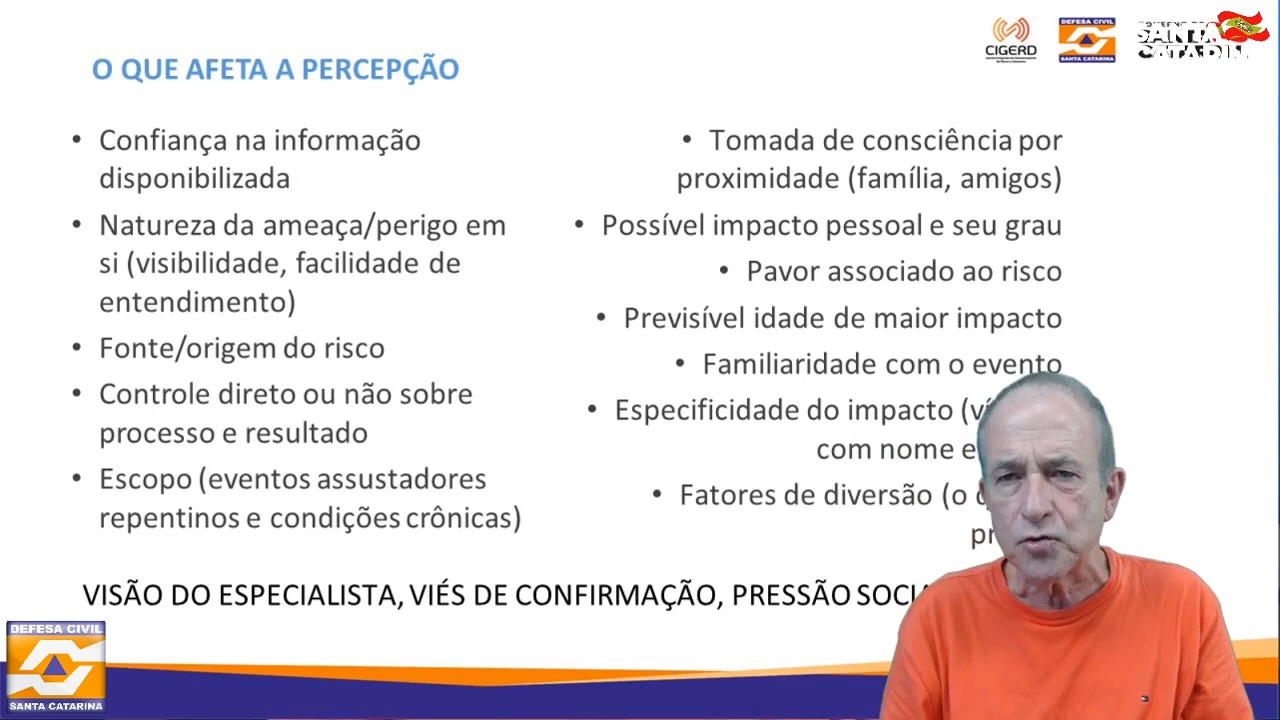 O QUE AFETA A PERCEPÇÃO
CIGERD
DEFESA CIVIL
SANTA CATARINA
SANTA
CATARINA
• Confiança na informação
disponibilizada
• Natureza da ameaça/perigo em
si (visibilidade, facilidade de
entendimento)
• Fonte/origem do risco
• Controle direto ou não sobre
processo e resultado
• Escopo (eventos assustadores
repentinos e condições crônicas)
• Tomada de consciência por
proximidade (família, amigos)
• Possível impacto pessoal e seu grau
• Pavor associado ao risco
• Previsível idade de maior impacto
• Familiaridade com o evento
• Especificidade do impacto
com nome e
• Fatores de diversão (o
VISÃO DO ESPECIALISTA, VIÉS DE CONFIRMAÇÃO, PRESSÃO
DEFESA CIVIL
SANTA CATARINA